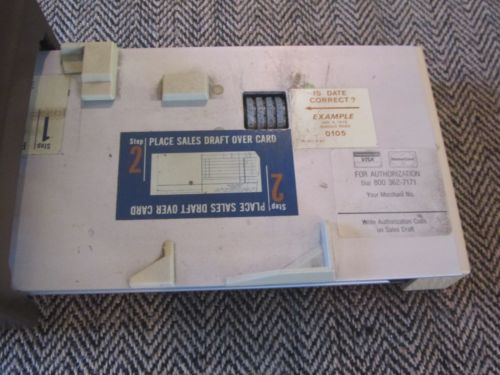 Step
1
Step
2
PLACE SALES DRAFT OVER CARD
Step
2
PLACE SALES DRAFT OVER CARD
IS DATE
CORRECT?
EXAMPLE
0105
VISA
MasterCard
FOR AUTHORIZATION
Dial 800 362-7171
Your Merchant No.
Write Authorization Code
on Sales Draft